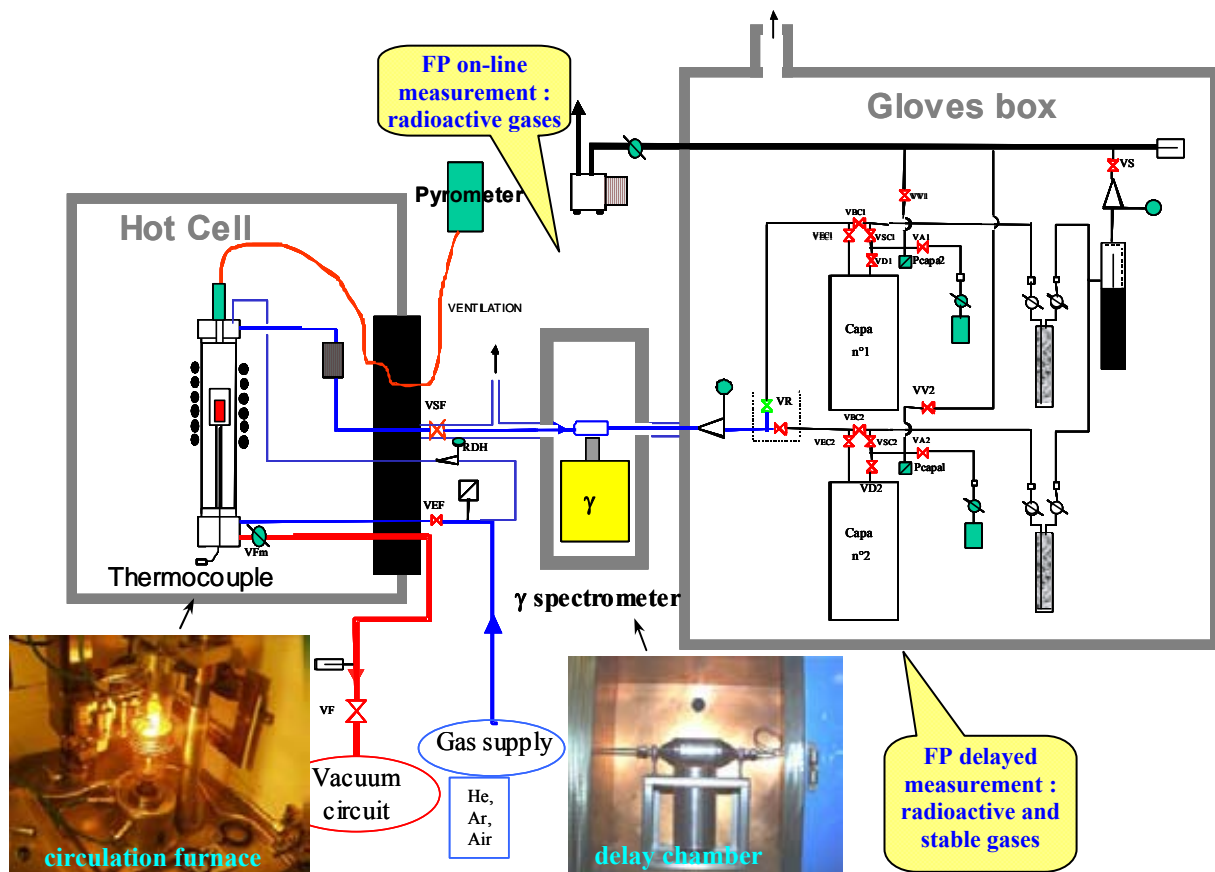 FP on-line
measurement :
radioactive gases
Gloves box
Pyrometer
Hot Cell
VS
VV1
VBC1
VEC1
VSC1
VA1
VD1
Pcapa2
VENTILATION
Capa
n°1
VSF
VR
VV2
VBC2
VEC2
VSC2
VA2
RDH
Pcapa1
VD2
γ
VEF
Capa
n°2
VFm
Thermocouple
γ spectrometer
VF
Gas supply
Vacuum
circuit
He,
Ar,
Air
FP delayed
measurement :
radioactive and
stable gases
circulation furnace
delay chamber